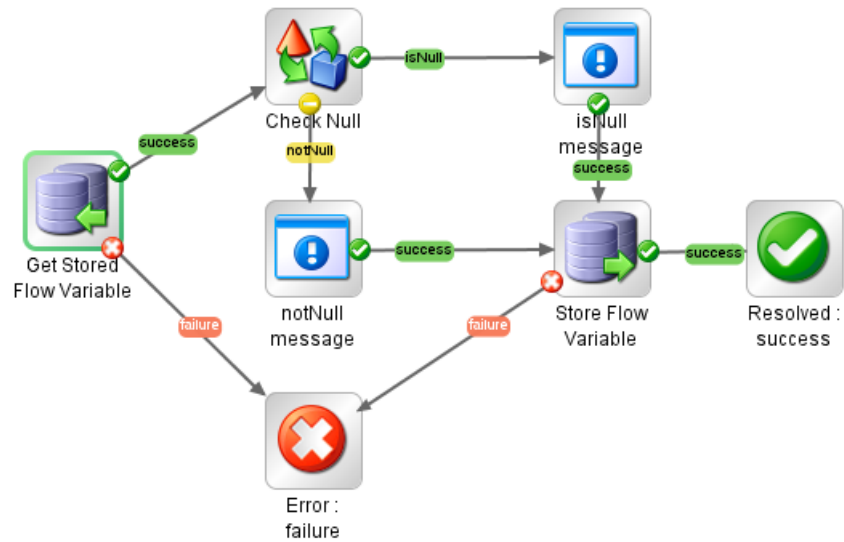 isNull
Check Null
isNull
message
notNull
success
success
Get Stored
Flow Variable
success
success
notNull
message
Store Flow
Variable
Resolved :
success
failure
failure
Error :
failure